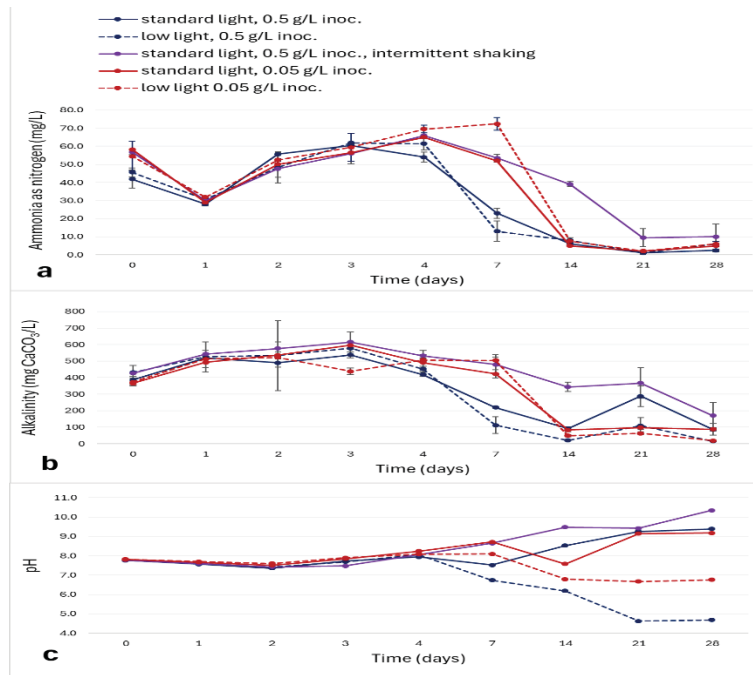 standard light, 0.5 g/L inoc.
low light, 0.5 g/L inoc.
standard light, 0.5 g/L inoc., intermittent shaking
standard light, 0.05 g/L inoc.
low light 0.05 g/L inoc.
Ammonia as nitrogen (mg/L)
80.0
70.0
60.0
50.0
40.0
30.0
20.0
10.0
0.0
0 1 2 3 4 7 14 21 28
a
Time (days)
Alkalinity (mg CaCO₃/L)
800
700
600
500
400
300
200
100
0
0 1 2 3 4 7 14 21 28
b
Time (days)
pH
11.0
10.0
9.0
8.0
7.0
6.0
5.0
4.0
0 1 2 3 4 7 14 21 28
c
Time (days)